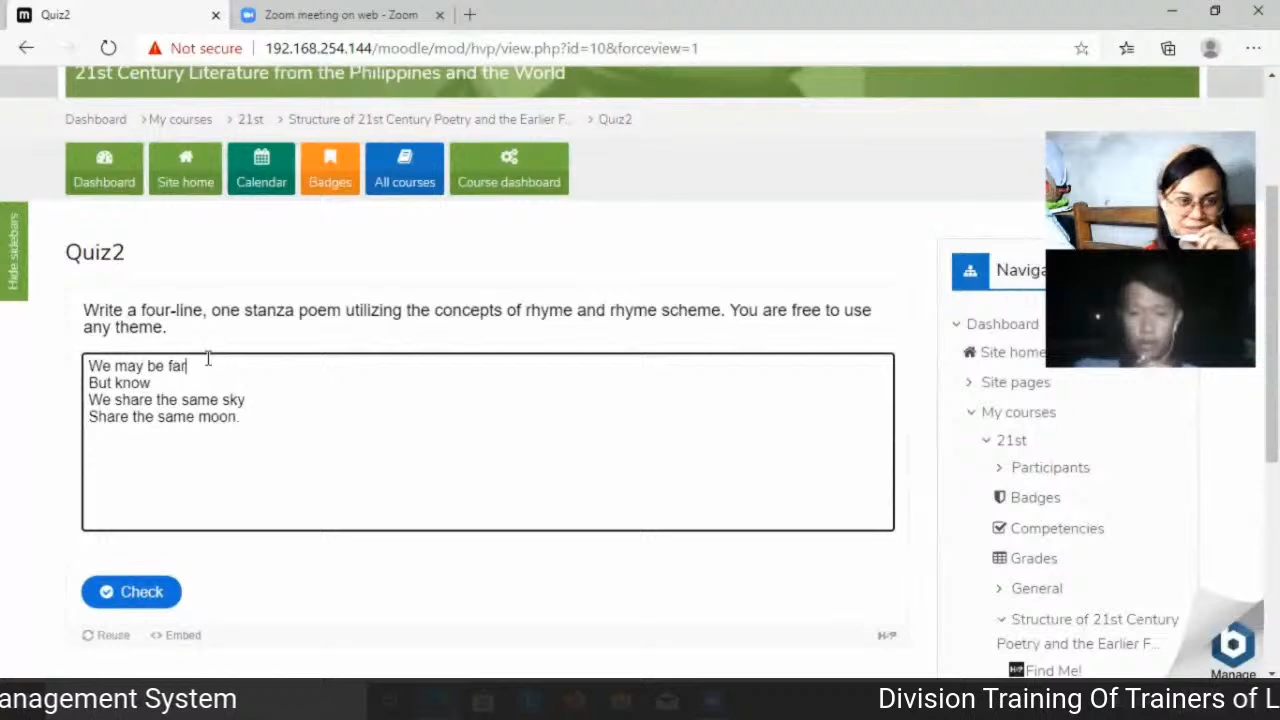 Quiz2
Zoom meeting on web - Zoom
Not secure
192.168.254.144/moodle/mod/hvp/view.php?id=10&forceview=1
21st Century Literature from the Philippines and the World
Dashboard > My courses > 21st > Structure of 21st Century Poetry and the Earlier F... > Quiz2
Dashboard
Site home
Calendar
Badges
All courses
Course dashboard
Hide sidebars
Quiz2
Write a four-line, one stanza poem utilizing the concepts of rhyme and rhyme scheme. You are free to use
any theme.
We may be far
But know
We share the same sky
Share the same moon.
Check
Reuse
<> Embed
H-P
Naviga
Dashboard
Site home
Site pages
My courses
21st
Participants
Badges
Competencies
Grades
General
Structure of 21st Century
Poetry and the Earlier F...
H-P Find Me!
Manage
anagement System
Division Training Of Trainers of L